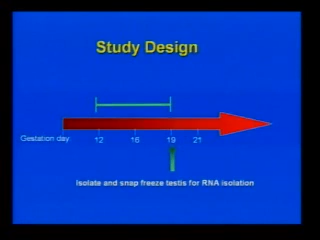 Study Design
Gestation day 12 16 19 21
Isolate and snap freeze testis for RNA isolation